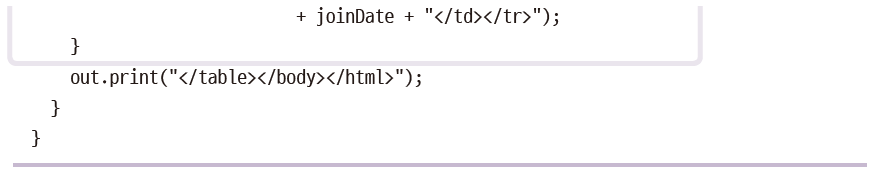 + joinDate + "</td></tr>");
}
out.print("</table></body></html>");
}
}